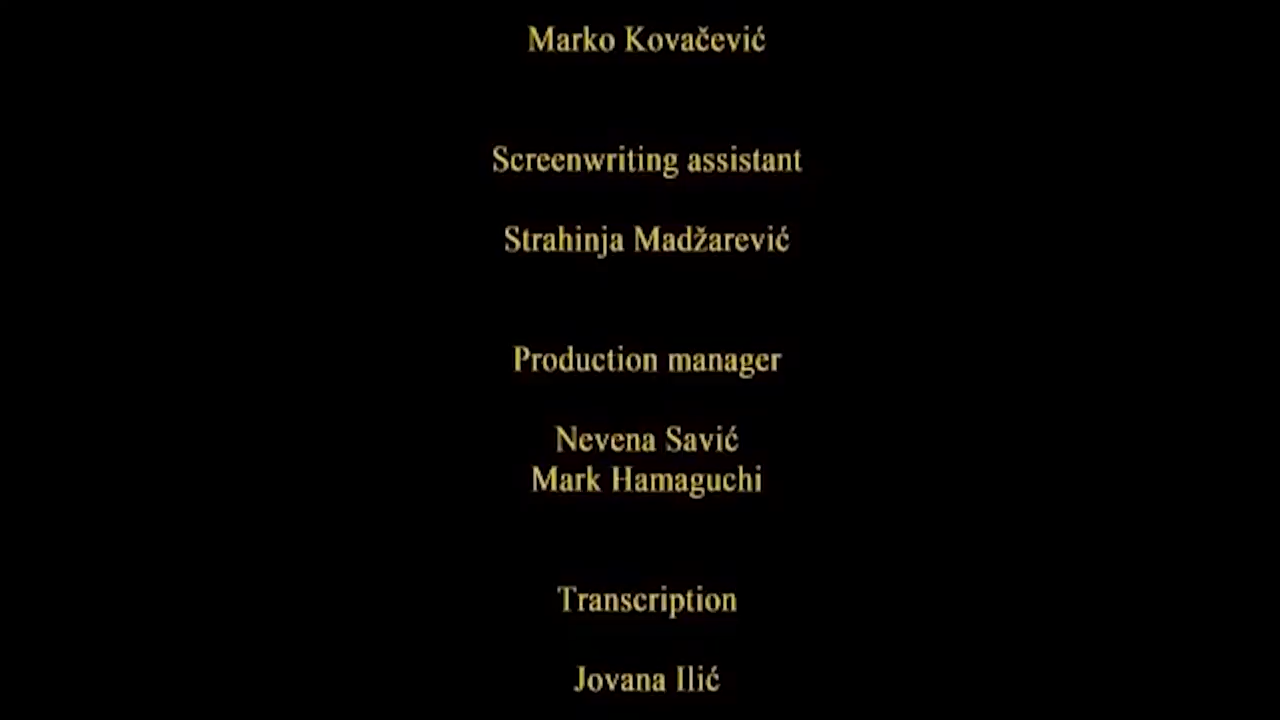 Marko Kovačević
Screenwriting assistant
Strahinja Madžarević
Production manager
Nevena Savić
Mark Hamaguchi
Transcription
Jovana Ilić